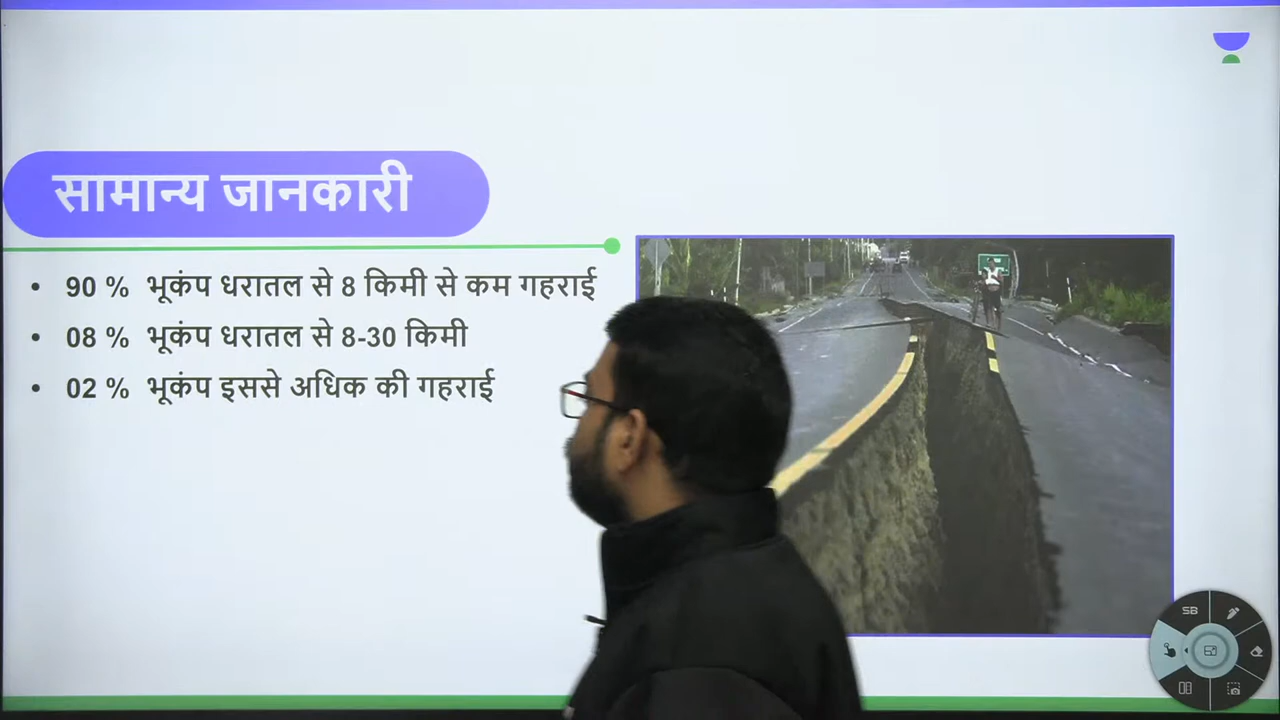 सामान्य जानकारी
• 90 % भूकंप धरातल से 8 किमी से कम गहराई
• 08 % भूकंप धरातल से 8-30 किमी
• 02 % भूकंप इससे अधिक की गहराई
SB